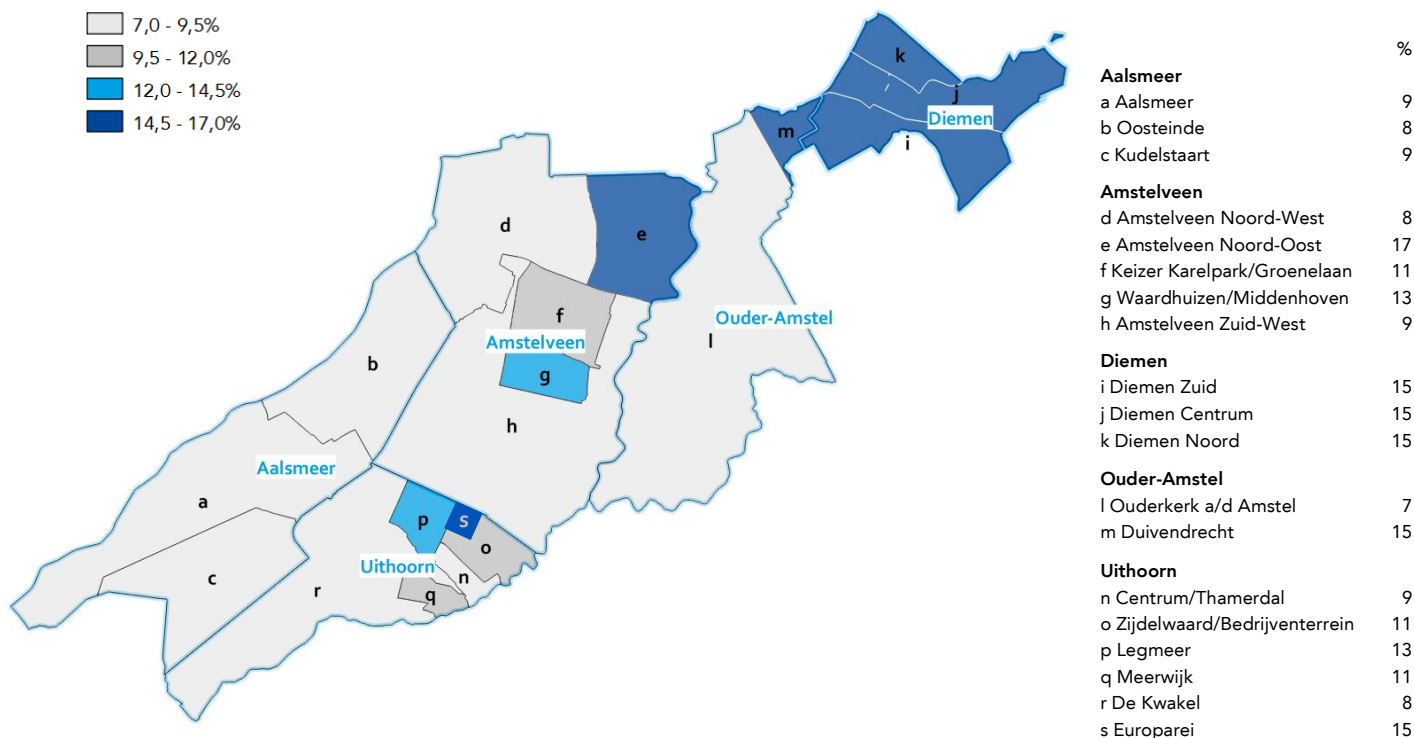 7,0 - 9,5%
9,5 - 12,0%
12,0 - 14,5%
14,5 - 17,0%
k
j
Diemen
i
m
d
e
f
Amstelveen
g
h
Ouder-Amstel
l
b
Aalsmeer
a
c
p
s
o
Uithoorn
n
q
r
%
Aalsmeer
a Aalsmeer 9
b Oosteinde 8
c Kudelstaart 9
Amstelveen
d Amstelveen Noord-West 8
e Amstelveen Noord-Oost 17
f Keizer Karelpark/Groenelaan 11
g Waardhuizen/Middenhoven 13
h Amstelveen Zuid-West 9
Diemen
i Diemen Zuid 15
j Diemen Centrum 15
k Diemen Noord 15
Ouder-Amstel
l Ouderkerk a/d Amstel 7
m Duivendrecht 15
Uithoorn
n Centrum/Thamerdal 9
o Zijdelwaard/Bedrijventerrein 11
p Legmeer 13
q Meerwijk 11
r De Kwakel 8
s Europarei 15